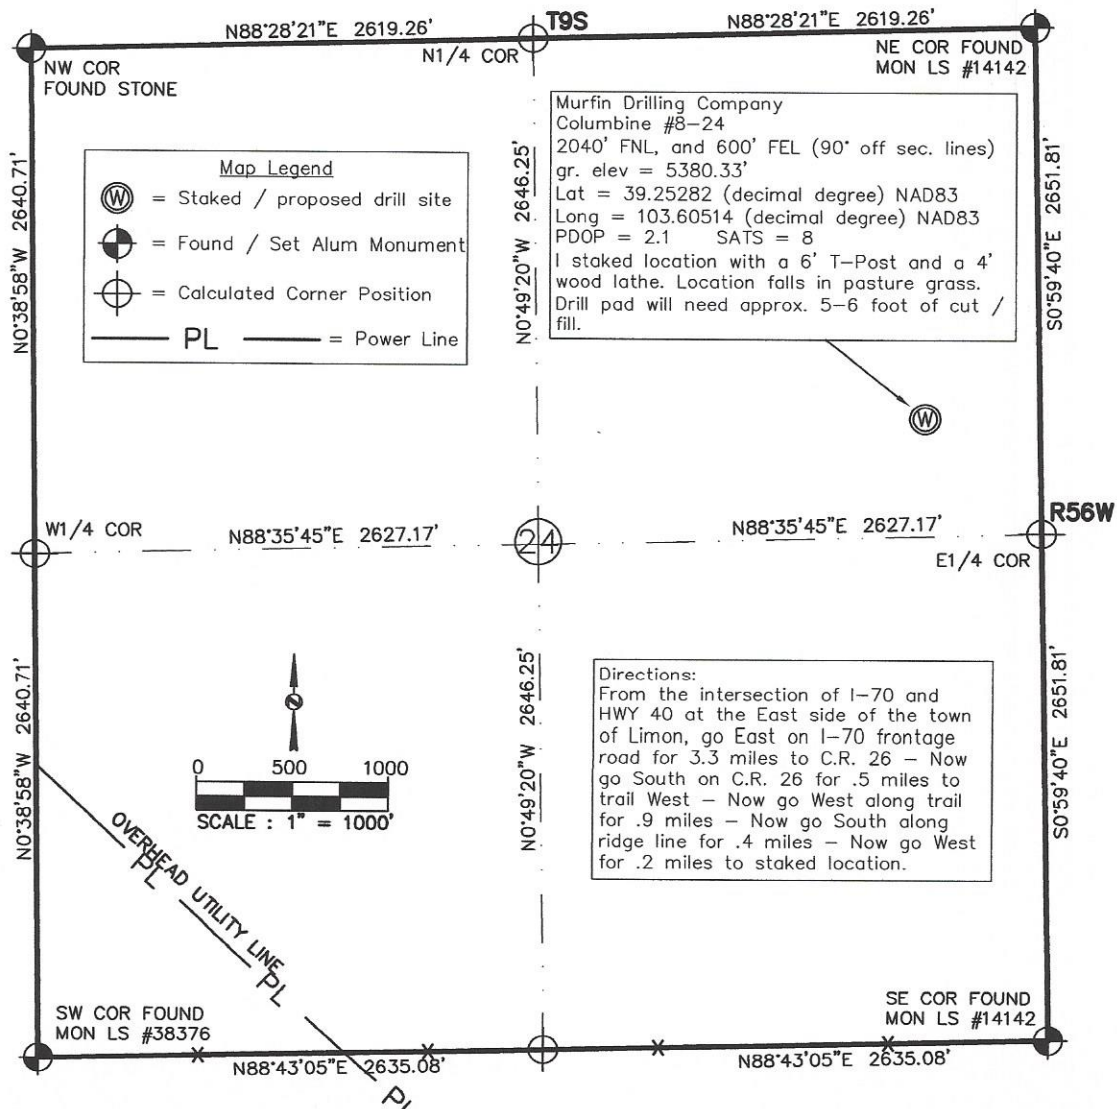 N88°28'21"E 2619.26'
T9S
N88°28'21"E 2619.26'
NW COR
FOUND STONE
N1/4 COR
NE COR FOUND
MON LS #14142
Map Legend
W = Staked / proposed drill site
= Found / Set Alum Monument
= Calculated Corner Position
PL = Power Line
Murfin Drilling Company
Columbine #8-24
2040' FNL, and 600' FEL (90° off sec. lines)
gr. elev = 5380.33'
Lat = 39.25282 (decimal degree) NAD83
Long = 103.60514 (decimal degree) NAD83
PDOP = 2.1 SATS = 8
I staked location with a 6' T-Post and a 4'
wood lathe. Location falls in pasture grass.
Drill pad will need approx. 5-6 foot of cut /
fill.
N0°38'58"W 2640.71'
N0°49'20"W 2646.25'
S0°59'40"E 2651.81'
W
W1/4 COR
N88°35'45"E 2627.17'
24
N88°35'45"E 2627.17'
R56W
E1/4 COR
N0°38'58"W 2640.71'
N
0 500 1000
SCALE : 1" = 1000'
N0°49'20"W 2646.25'
Directions:
From the intersection of I-70 and
HWY 40 at the East side of the town
of Limon, go East on I-70 frontage
road for 3.3 miles to C.R. 26 - Now
go South on C.R. 26 for .5 miles to
trail West - Now go West along trail
for .9 miles - Now go South along
ridge line for .4 miles - Now go West
for .2 miles to staked location.
S0°59'40"E 2651.81'
OVERHEAD UTILITY LINE
PL
PL
SW COR FOUND
MON LS #38376
SE COR FOUND
MON LS #14142
N88°43'05"E 2635.08'
N88°43'05"E 2635.08'
PL